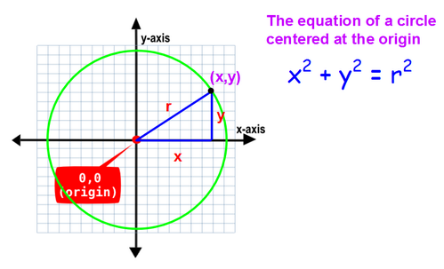 The equation of a circle
centered at the origin
x² + y² = r²
y-axis
(x,y)
r
y
x-axis
x
0,0
(origin)